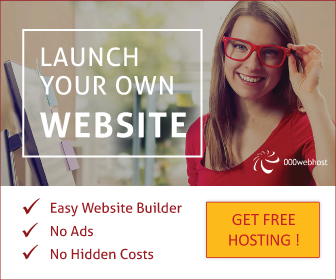 LAUNCH
YOUR OWN
WEBSITE
000webhost
Easy Website Builder
No Ads
No Hidden Costs
GET FREE
HOSTING !